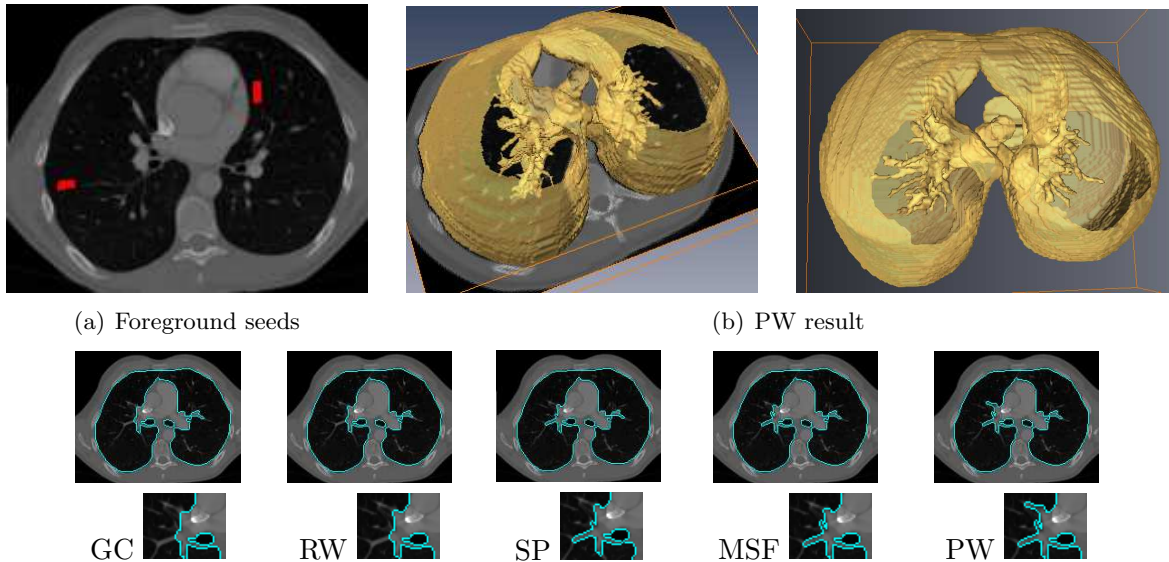 (a) Foreground seeds
(b) PW result
GC
RW
SP
MSF
PW